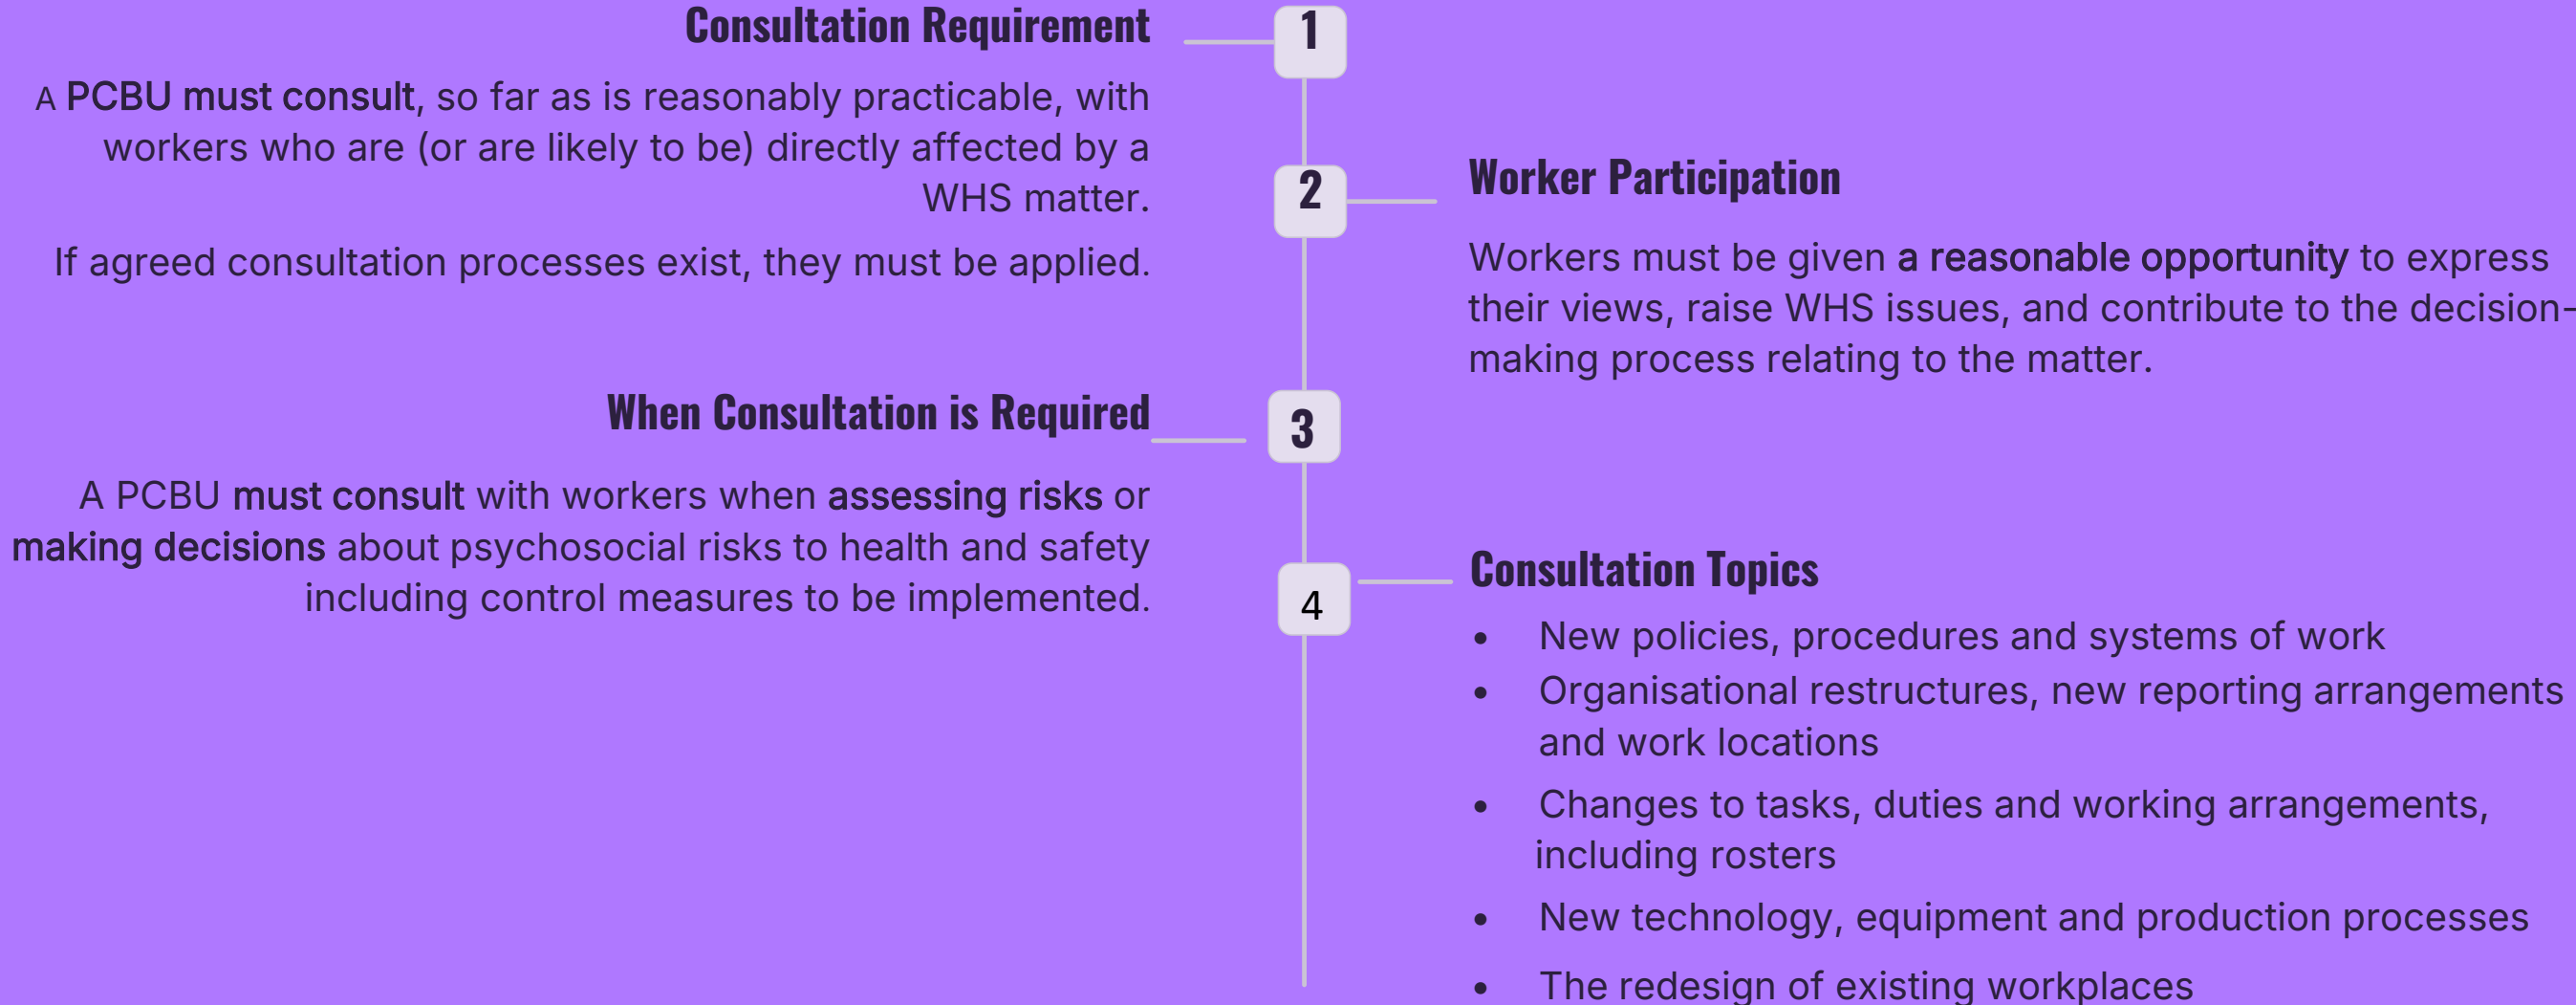 Consultation Requirement
1
A PCBU must consult, so far as is reasonably practicable, with
workers who are (or are likely to be) directly affected by a
WHS matter.
If agreed consultation processes exist, they must be applied.
2
Worker Participation
Workers must be given a reasonable opportunity to express
their views, raise WHS issues, and contribute to the decision-
making process relating to the matter.
When Consultation is Required
3
A PCBU must consult with workers when assessing risks or
making decisions about psychosocial risks to health and safety
including control measures to be implemented.
4
Consultation Topics
• New policies, procedures and systems of work
• Organisational restructures, new reporting arrangements
and work locations
• Changes to tasks, duties and working arrangements,
including rosters
• New technology, equipment and production processes
• The redesign of existing workplaces